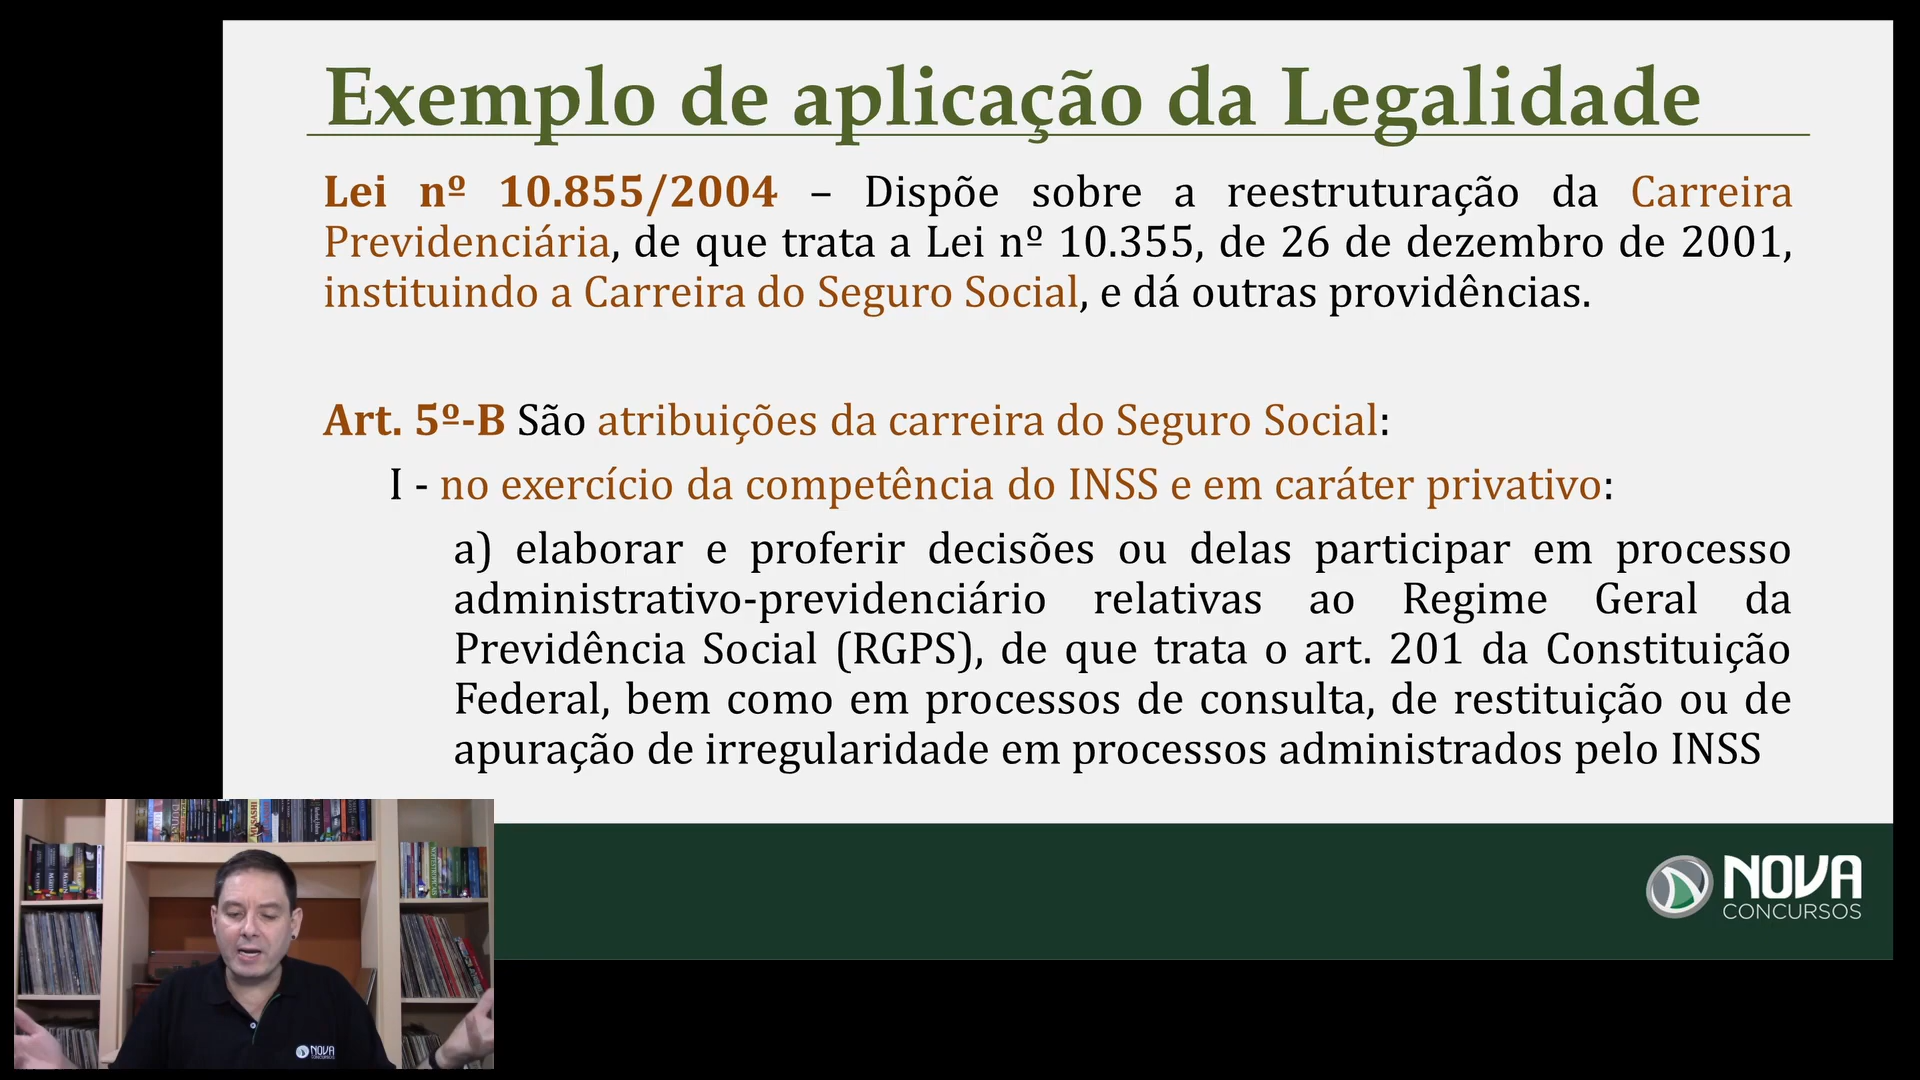 Exemplo de aplicação da Legalidade
Lei nº 10.855/2004 – Dispõe sobre a reestruturação da Carreira
Previdenciária, de que trata a Lei nº 10.355, de 26 de dezembro de 2001,
instituindo a Carreira do Seguro Social, e dá outras providências.
Art. 5º-B São atribuições da carreira do Seguro Social:
I - no exercício da competência do INSS e em caráter privativo:
a) elaborar e proferir decisões ou delas participar em processo
administrativo-previdenciário relativas ao Regime Geral da
Previdência Social (RGPS), de que trata o art. 201 da Constituição
Federal, bem como em processos de consulta, de restituição ou de
apuração de irregularidade em processos administrados pelo INSS
MUSASHI
NOVA
CONCURSOS
NOVA
CONCURSOS